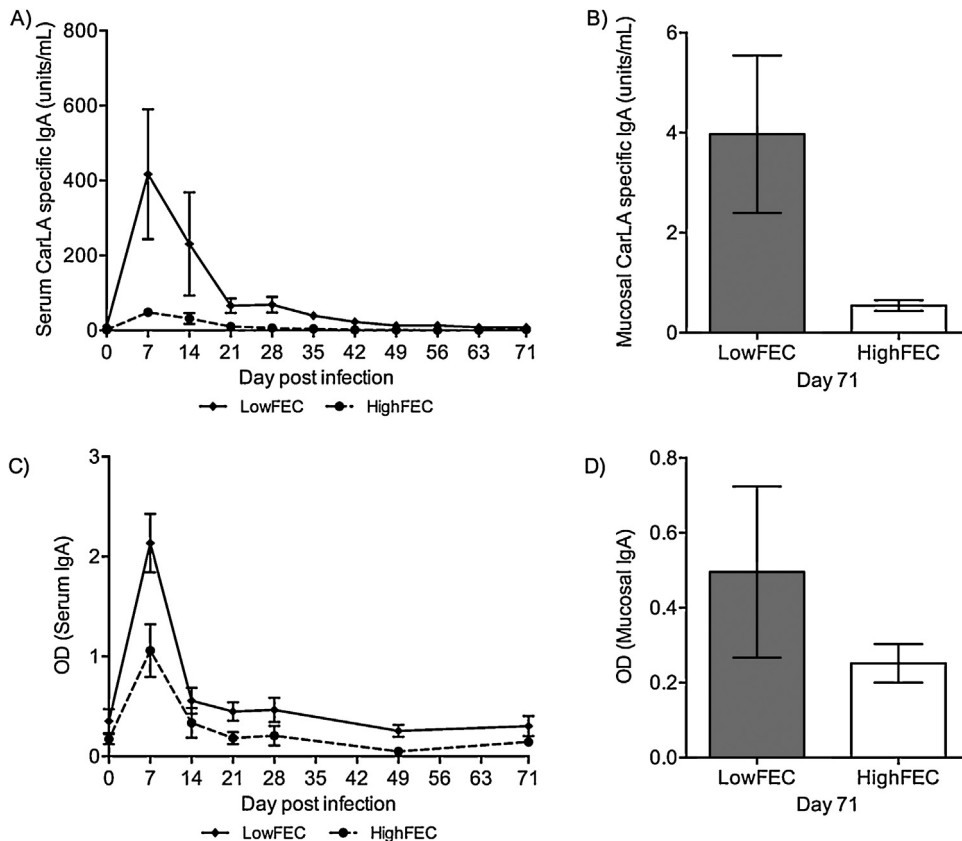 A)
Serum CarLA specific IgA (units/mL)
800
600
400
200
0
0 7 14 21 28 35 42 49 56 63 71
Day post infection
LowFEC HighFEC
B)
Mucosal CarLA specific IgA (units/mL)
6
4
2
0
LowFEC HighFEC
Day 71
C)
OD (Serum IgA)
3
2
1
0
0 7 14 21 28 35 42 49 56 63 71
Day post infection
LowFEC HighFEC
D)
OD (Mucosal IgA)
0.8
0.6
0.4
0.2
0.0
LowFEC HighFEC
Day 71